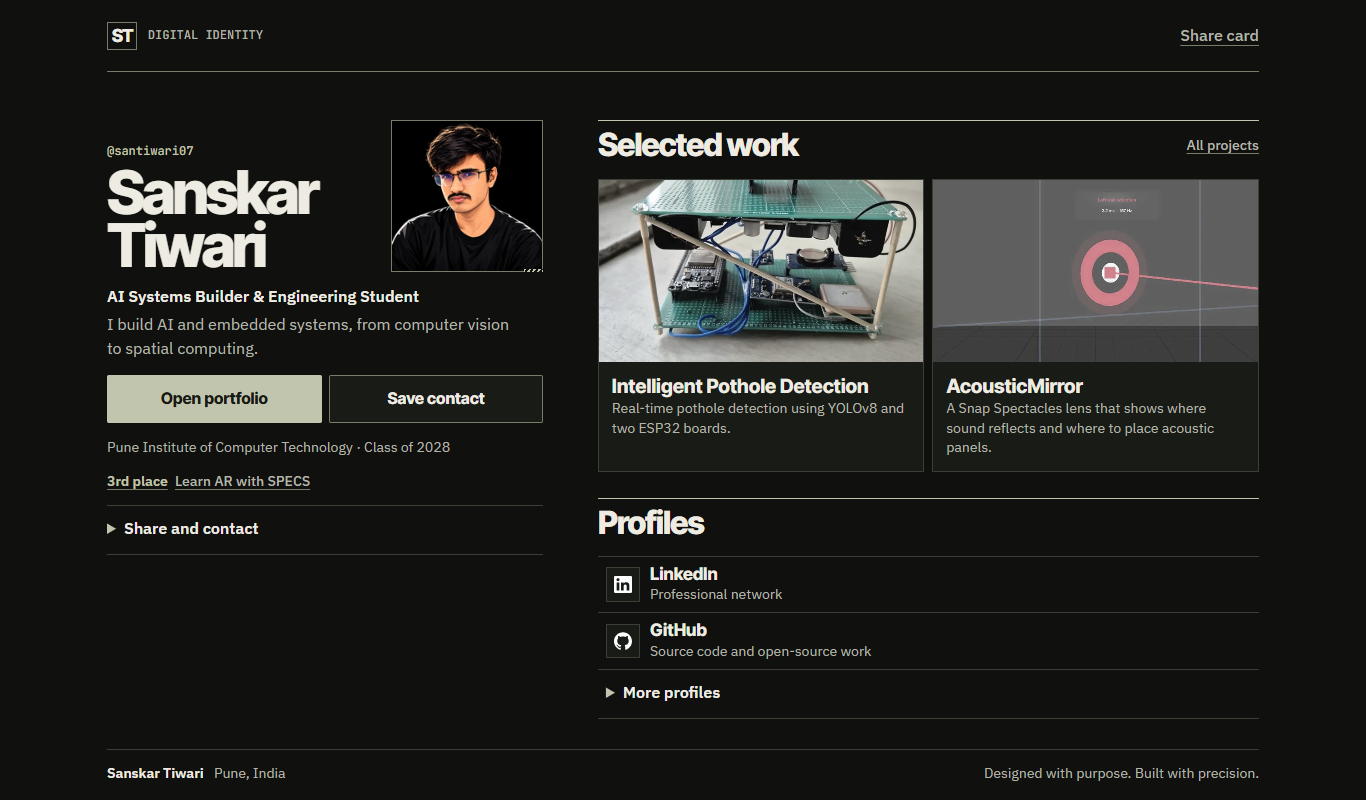 ST DIGITAL IDENTITY
Share card
@santiwari07
Sanskar
Tiwari
AI Systems Builder & Engineering Student
I build AI and embedded systems, from computer vision
to spatial computing.
Open portfolio
Save contact
Pune Institute of Computer Technology · Class of 2028
3rd place Learn AR with SPECS
Share and contact
Selected work
All projects
Intelligent Pothole Detection
Real-time pothole detection using YOLOv8 and
two ESP32 boards.
AcousticMirror
A Snap Spectacles lens that shows where
sound reflects and where to place acoustic
panels.
Profiles
LinkedIn
Professional network
GitHub
Source code and open-source work
More profiles
Sanskar Tiwari Pune, India
Designed with purpose. Built with precision.